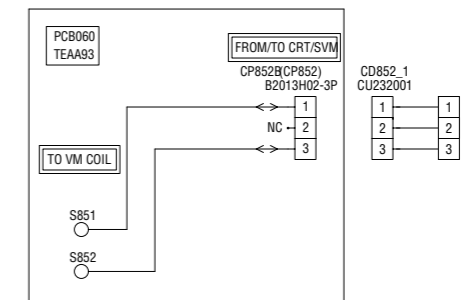 PCB060
TEAA93
FROM/TO CRT/SVM
CP852B(CP852)
B2013H02-3P
CD852_1
CU232001
1
NC 2
3
1 1
2 2
3 3
TO VM COIL
S851
S852